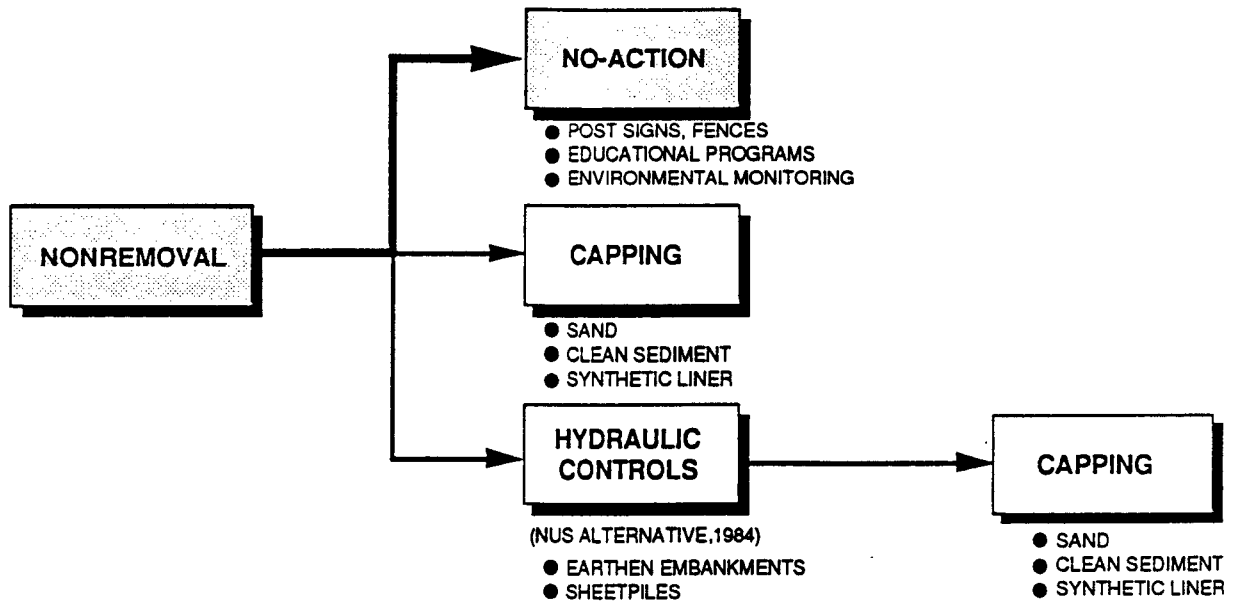 NO-ACTION
● POST SIGNS, FENCES
● EDUCATIONAL PROGRAMS
● ENVIRONMENTAL MONITORING
NONREMOVAL
CAPPING
● SAND
● CLEAN SEDIMENT
● SYNTHETIC LINER
HYDRAULIC
CONTROLS
(NUS ALTERNATIVE,1984)
● EARTHEN EMBANKMENTS
● SHEETPILES
CAPPING
● SAND
● CLEAN SEDIMENT
● SYNTHETIC LINER